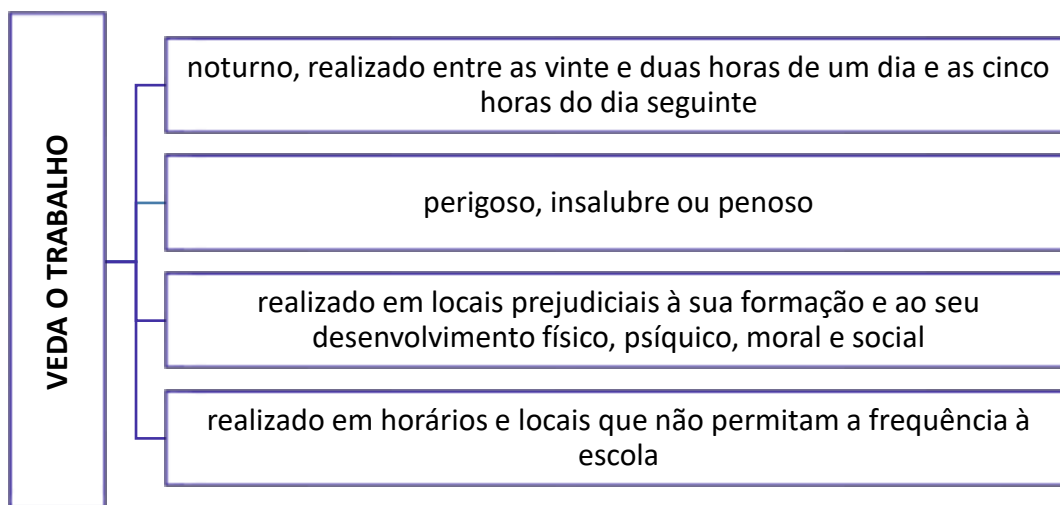 VEDA O TRABALHO
noturno, realizado entre as vinte e duas horas de um dia e as cinco
horas do dia seguinte
perigoso, insalubre ou penoso
realizado em locais prejudiciais à sua formação e ao seu
desenvolvimento físico, psíquico, moral e social
realizado em horários e locais que não permitam a frequência à
escola